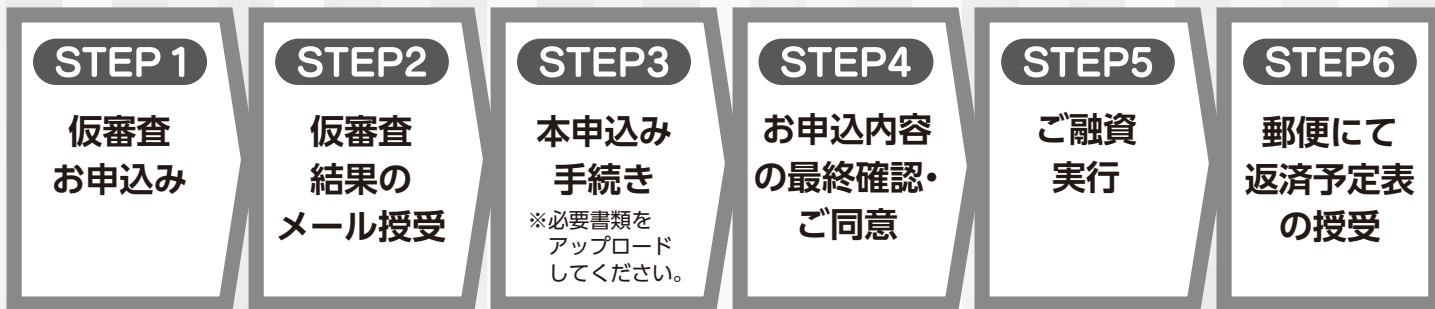 STEP 1
仮審査
お申込み
STEP2
仮審査
結果の
メール授受
STEP3
本申込み
手続き
※必要書類を
アップロード
してください。
STEP4
お申込内容
の最終確認・
ご同意
STEP5
ご融資
実行
STEP6
郵便にて
返済予定表
の授受